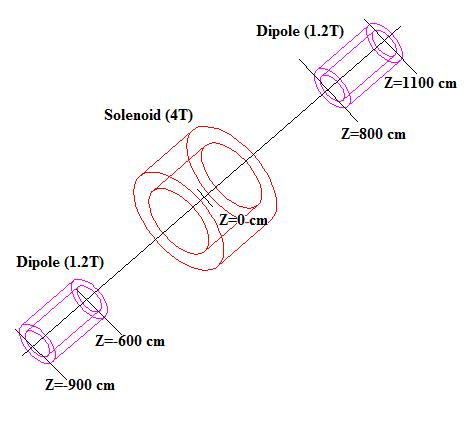 Dipole (1.2T)
Z=1100 cm
Solenoid (4T)
Z=800 cm
Z=0 cm
Dipole (1.2T)
Z=-600 cm
Z=-900 cm